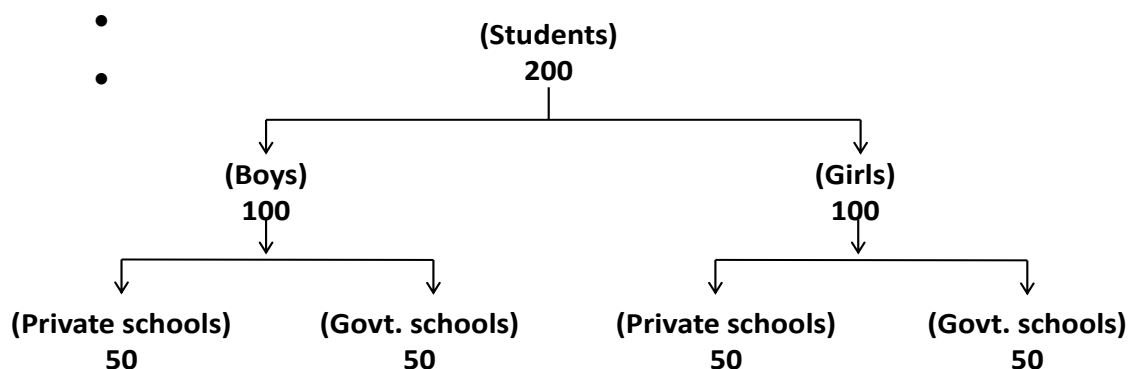 •
•
(Students)
200
(Boys)
100
(Girls)
100
(Private schools)
50
(Govt. schools)
50
(Private schools)
50
(Govt. schools)
50